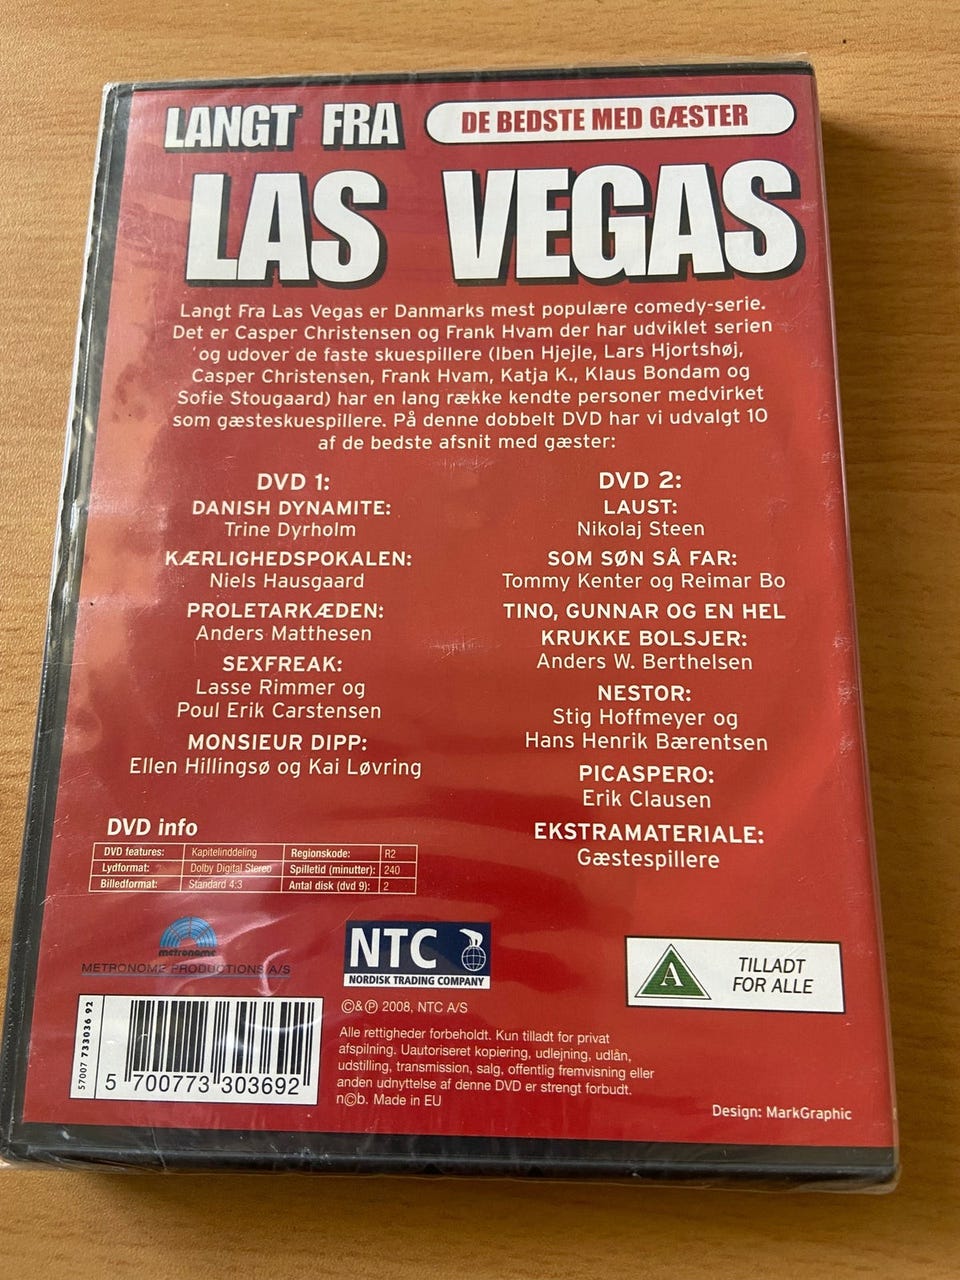 LANGT FRA
DE BEDSTE MED GÆSTER
LAS VEGAS
Langt Fra Las Vegas er Danmarks mest populære comedy-serie.
Det er Casper Christensen og Frank Hvam der har udviklet serien
og udover de faste skuespillere (Iben Hjejle, Lars Hjortshøj,
Casper Christensen, Frank Hvam, Katja K., Klaus Bondam og
Sofie Stougaard) har en lang række kendte personer medvirket
som gæsteskuespillere. På denne dobbelt DVD har vi udvalgt 10
af de bedste afsnit med gæster:
DVD 1:
DANISH DYNAMITE:
Trine Dyrholm
KÆRLIGHEDSPOKALEN:
Niels Hausgaard
PROLETARKÆDEN:
Anders Matthesen
SEXFREAK:
Lasse Rimmer og
Poul Erik Carstensen
MONSIEUR DIPP:
Ellen Hillingsø og Kai Løvring
DVD 2:
LAUST:
Nikolaj Steen
SOM SØN SÅ FAR:
Tommy Kenter og Reimar Bo
TINO, GUNNAR OG EN HEL
KRUKKE BOLSJER:
Anders W. Berthelsen
NESTOR:
Stig Hoffmeyer og
Hans Henrik Bærentsen
PICASPERO:
Erik Clausen
EKSTRAMATERIALE:
Gæstespillere
DVD info
DVD features: Kapitelinddeling Regionskode: R2
Lydformat: Dolby Digital Stereo Spilletid (minutter): 240
Billedformat: Standard 4:3 Antal disk (dvd 9): 2
metronome
METRONOME PRODUCTIONS A/S
NTC
NORDISK TRADING COMPANY
A
TILLADT
FOR ALLE
©&℗ 2008, NTC A/S
Alle rettigheder forbeholdt. Kun tilladt for privat
afspilning. Uautoriseret kopiering, udlejning, udlån,
udstilling, transmission, salg, offentlig fremvisning eller
anden udnyttelse af denne DVD er strengt forbudt.
n©b. Made in EU
57007 733036 92
5 700773 303692
Design: MarkGraphic